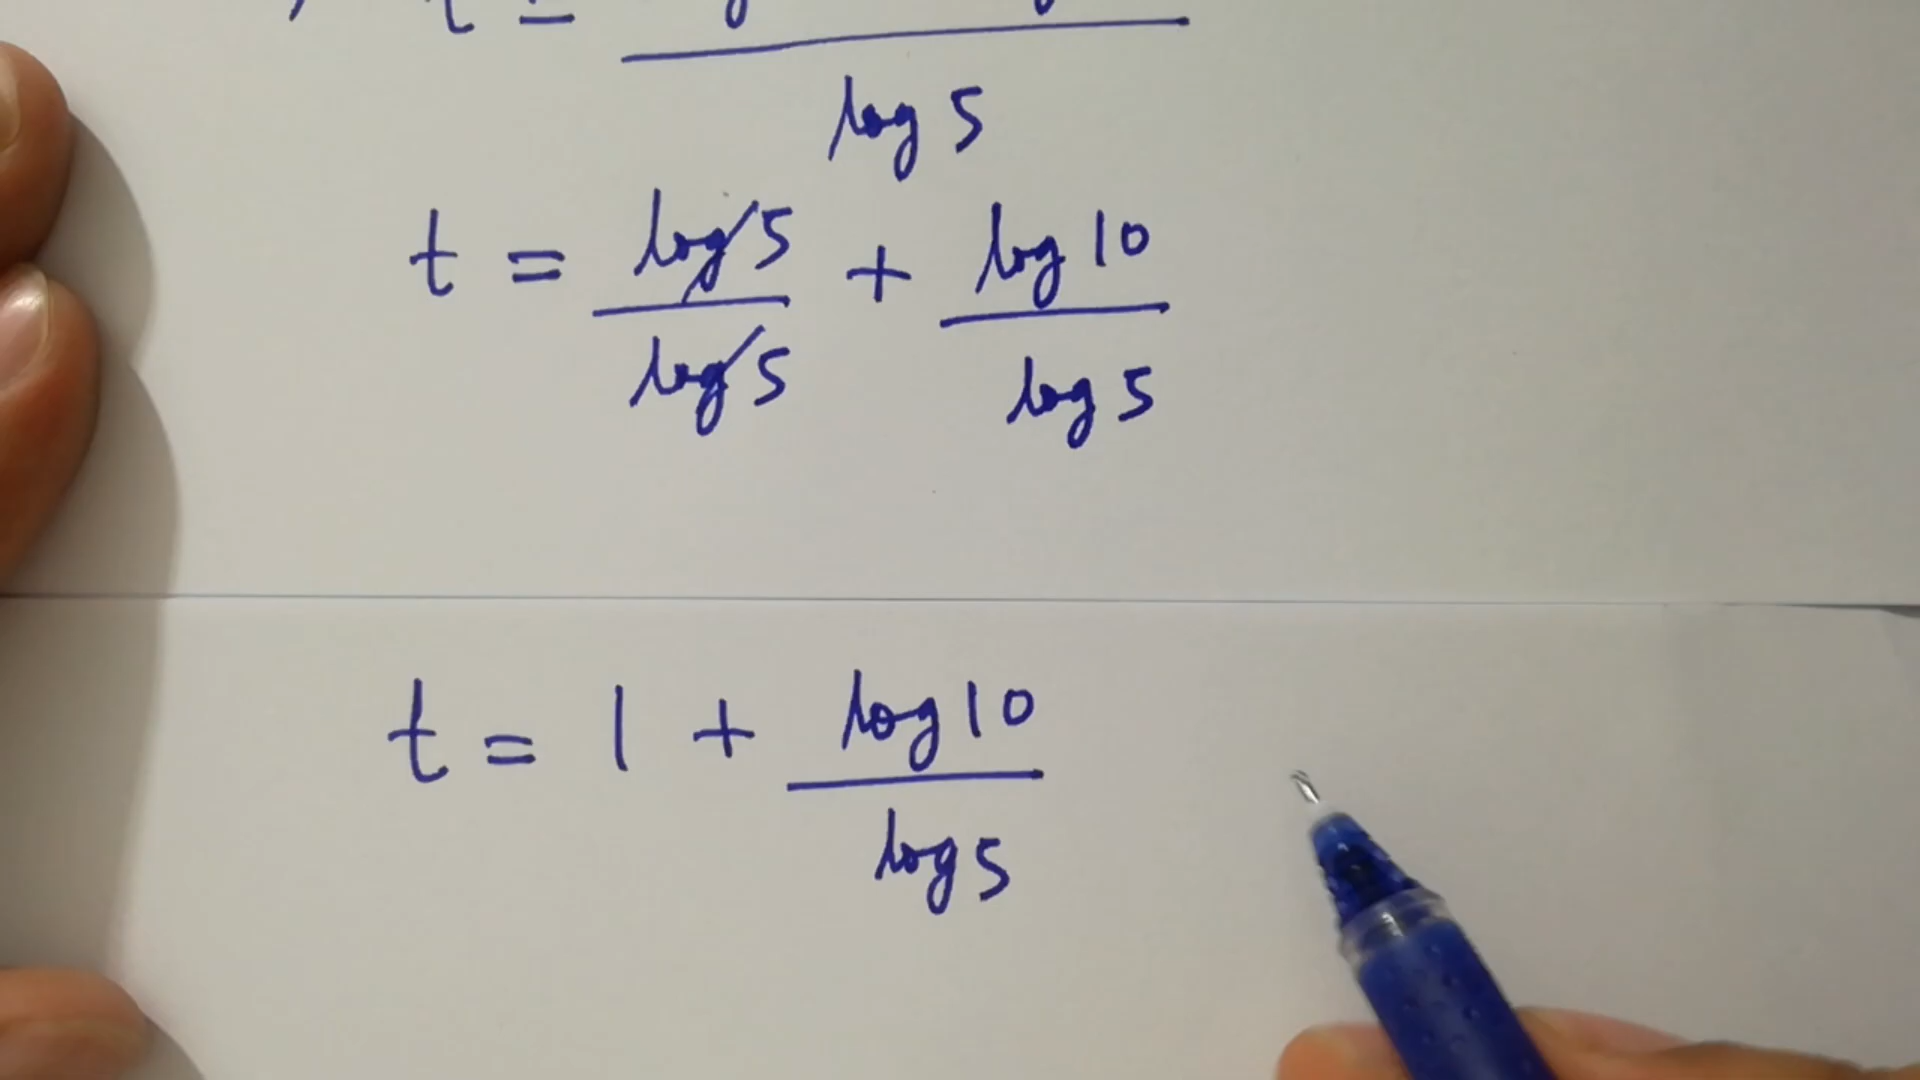 t =
log 5
t = log 5 / log 5 + log 10 / log 5
t = 1 + log 10 / log 5